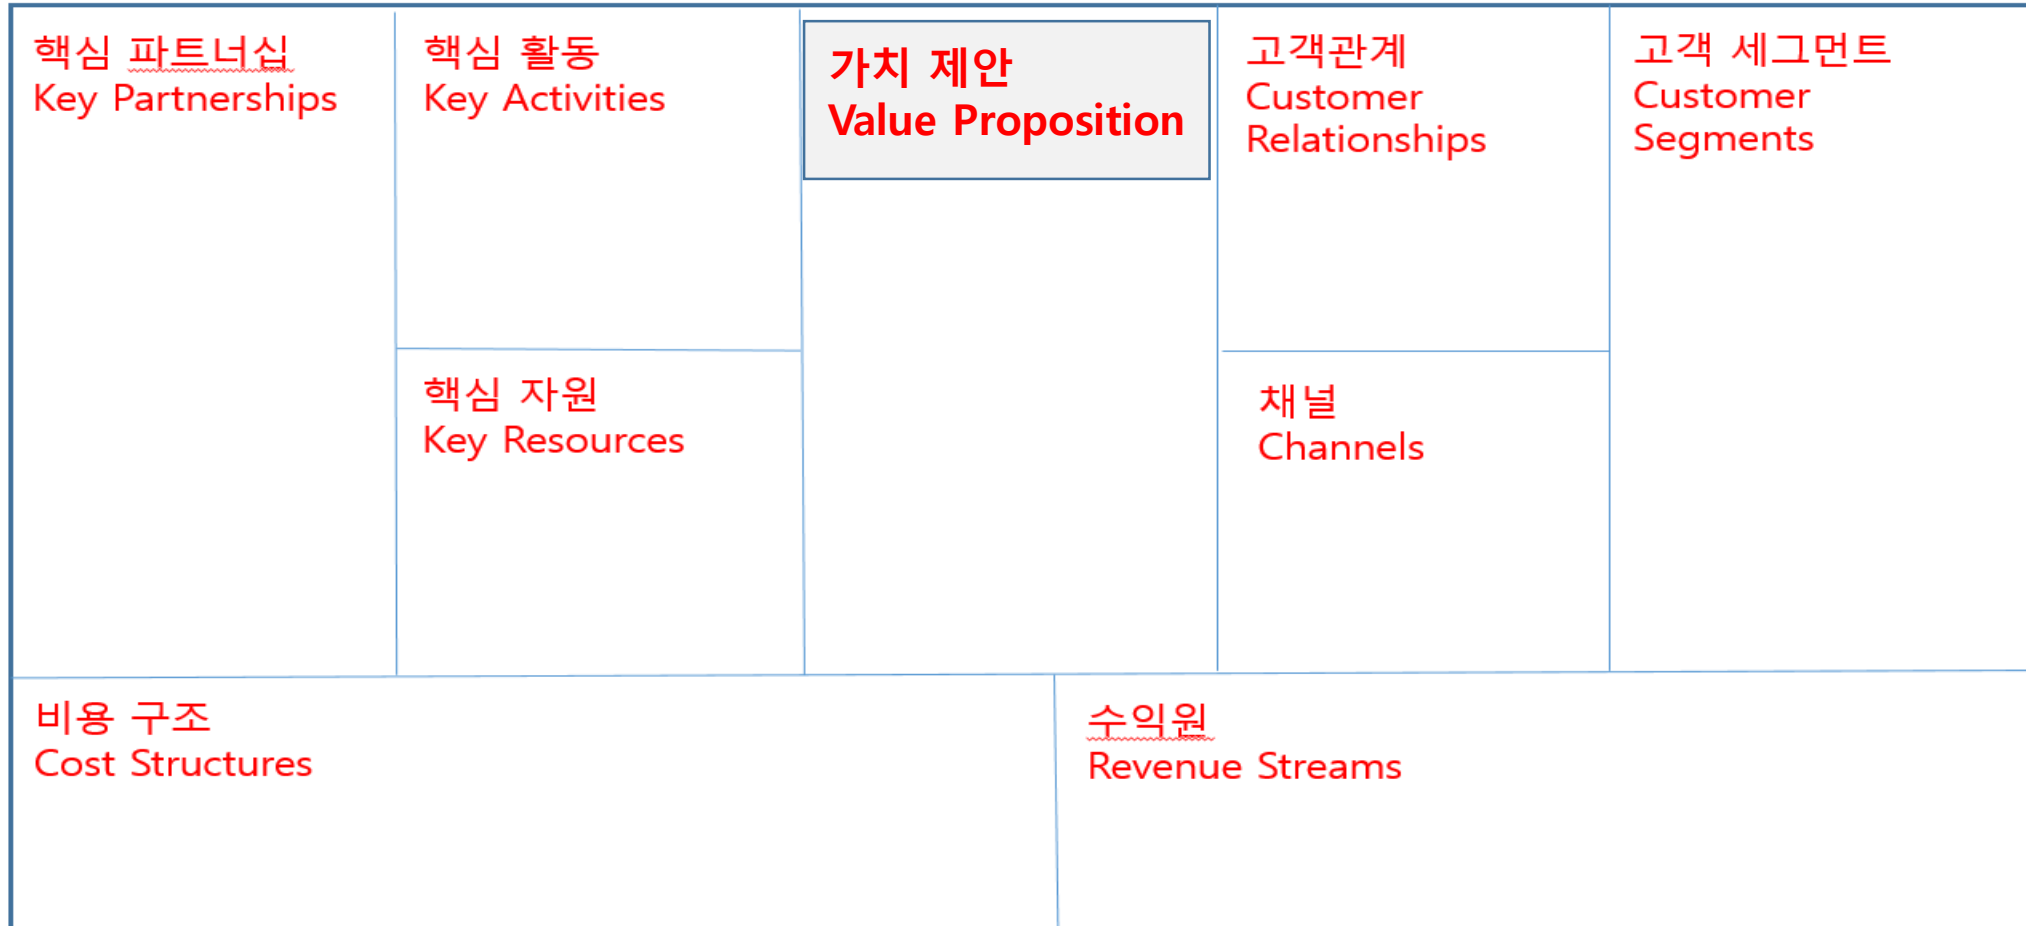 핵심 파트너십
Key Partnerships
핵심 활동
Key Activities
핵심 자원
Key Resources
가치 제안
Value Proposition
고객관계
Customer
Relationships
채널
Channels
고객 세그먼트
Customer
Segments
비용 구조
Cost Structures
수익원
Revenue Streams